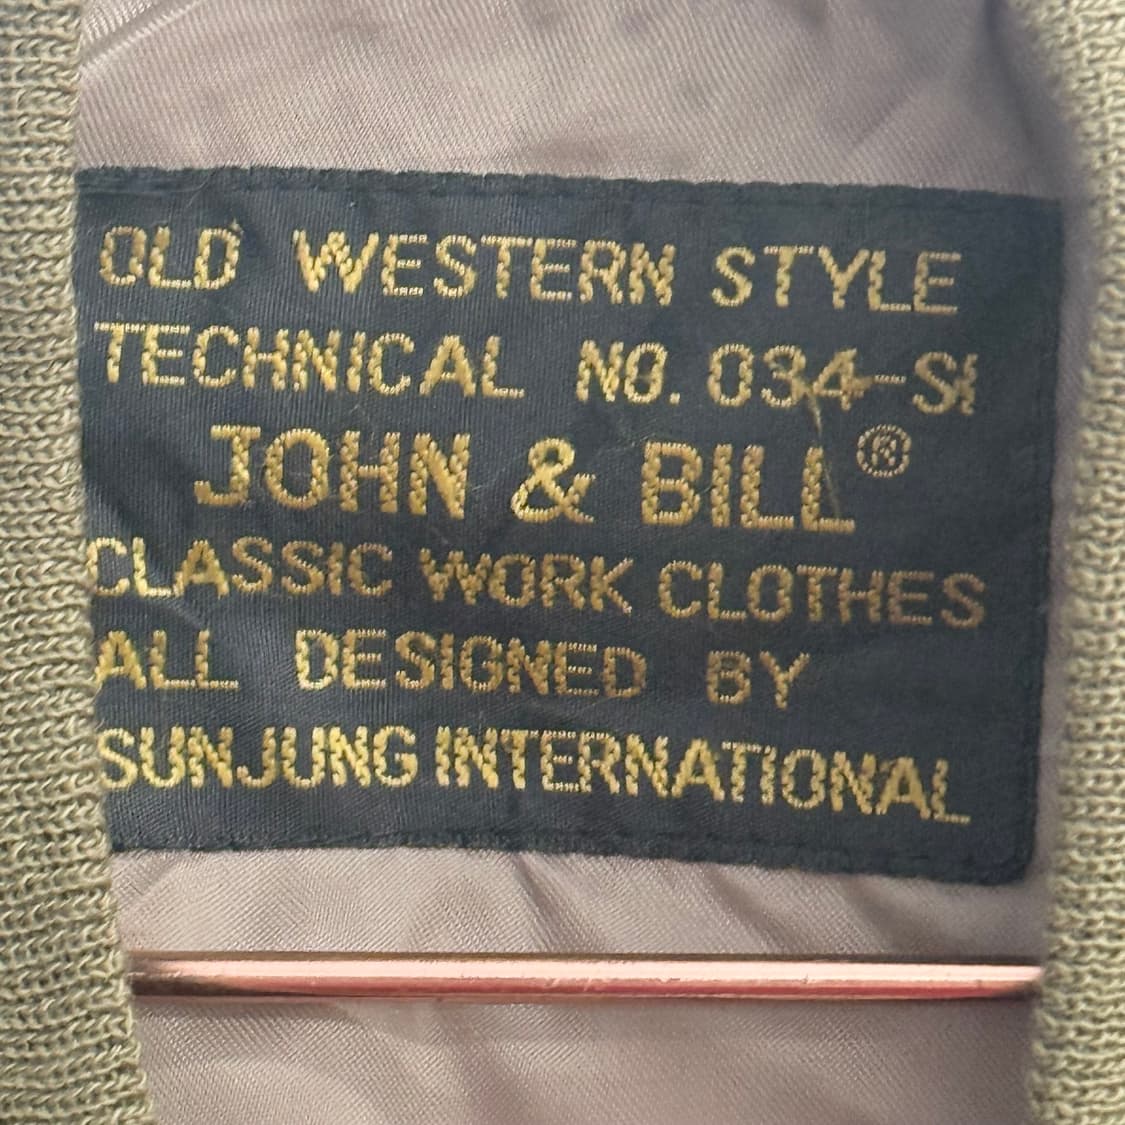 OLD WESTERN STYLE
TECHNICAL NO. 034-SI
JOHN & BILL®
CLASSIC WORK CLOTHES
ALL DESIGNED BY
SUNJUNG INTERNATIONAL